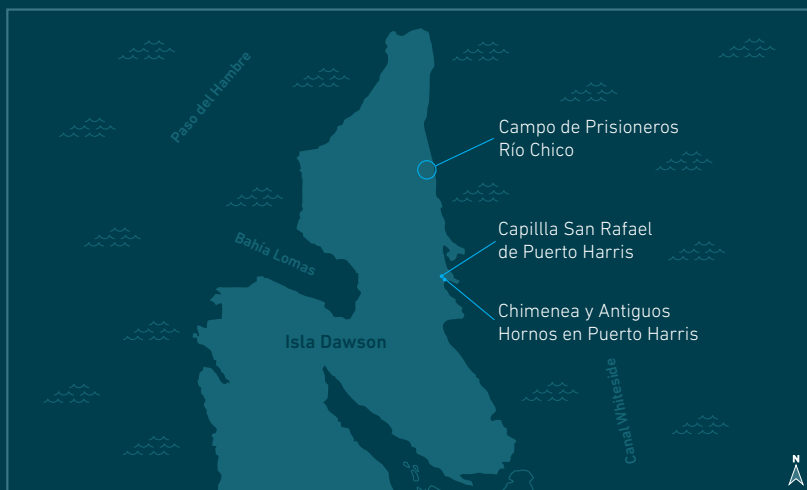 Paso del Hambre
Campo de Prisioneros
Río Chico
Capillla San Rafael
de Puerto Harris
Bahía Lomas
Chimenea y Antiguos
Hornos en Puerto Harris
Isla Dawson
Canal Whiteside
N